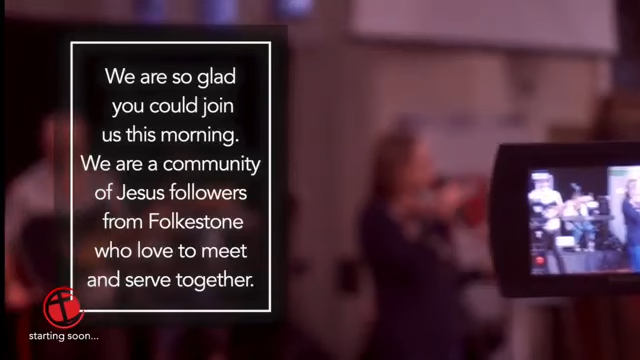 We are so glad
you could join
us this morning.
We are a community
of Jesus followers
from Folkestone
who love to meet
and serve together.
starting soon...